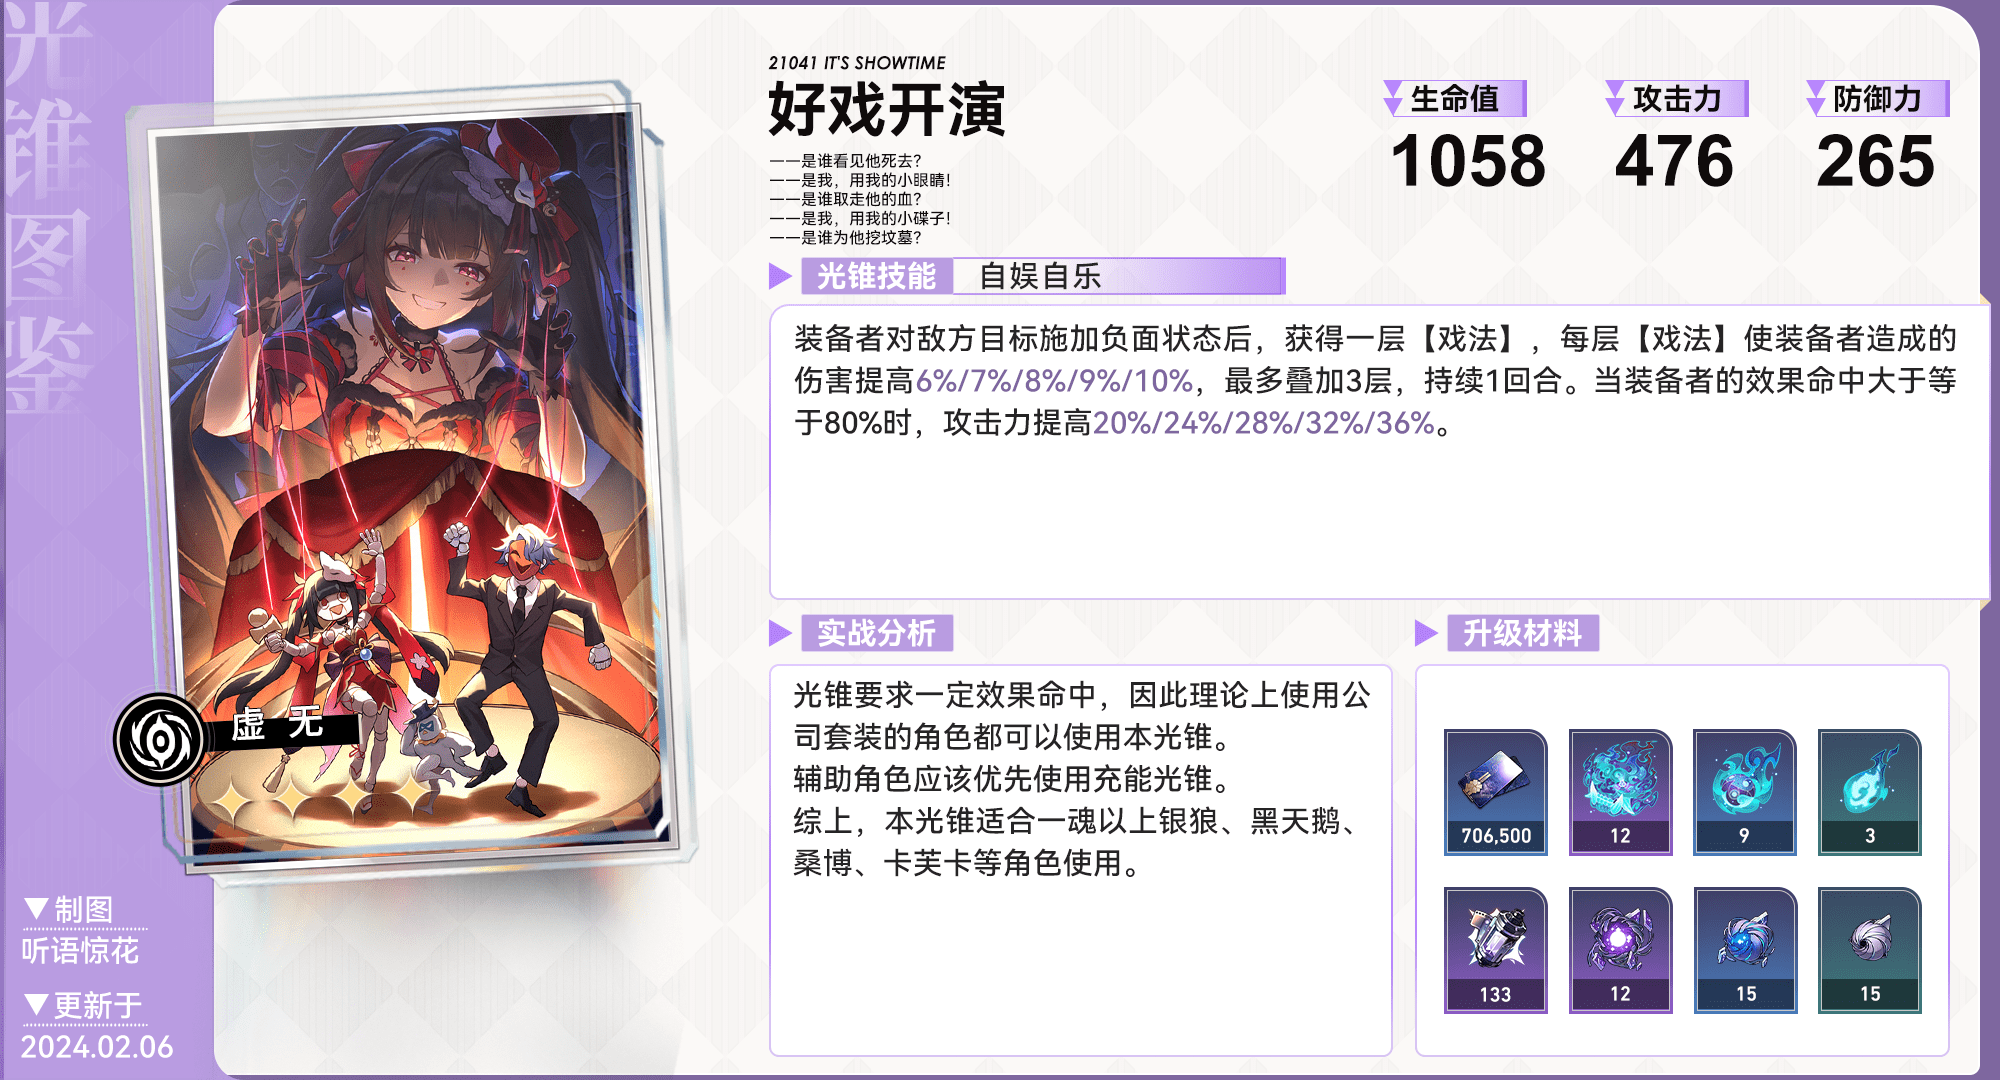 光锥图鉴
21041 IT'S SHOWTIME
好戏开演
——是谁看见他死去?
——是我，用我的小眼睛!
——是谁取走他的血?
——是我，用我的小碟子!
——是谁为他挖坟墓?
生命值
1058
攻击力
476
防御力
265
光锥技能
自娱自乐
装备者对敌方目标施加负面状态后，获得一层【戏法】，每层【戏法】使装备者造成的
伤害提高6%/7%/8%/9%/10%，最多叠加3层，持续1回合。当装备者的效果命中大于等
于80%时，攻击力提高20%/24%/28%/32%/36%。
虚无
实战分析
光锥要求一定效果命中，因此理论上使用公
司套装的角色都可以使用本光锥。
辅助角色应该优先使用充能光锥。
综上，本光锥适合一魂以上银狼、黑天鹅、
桑博、卡芙卡等角色使用。
升级材料
706,500
12
9
3
133
12
15
15
▼制图
听语惊花
▼更新于
2024.02.06